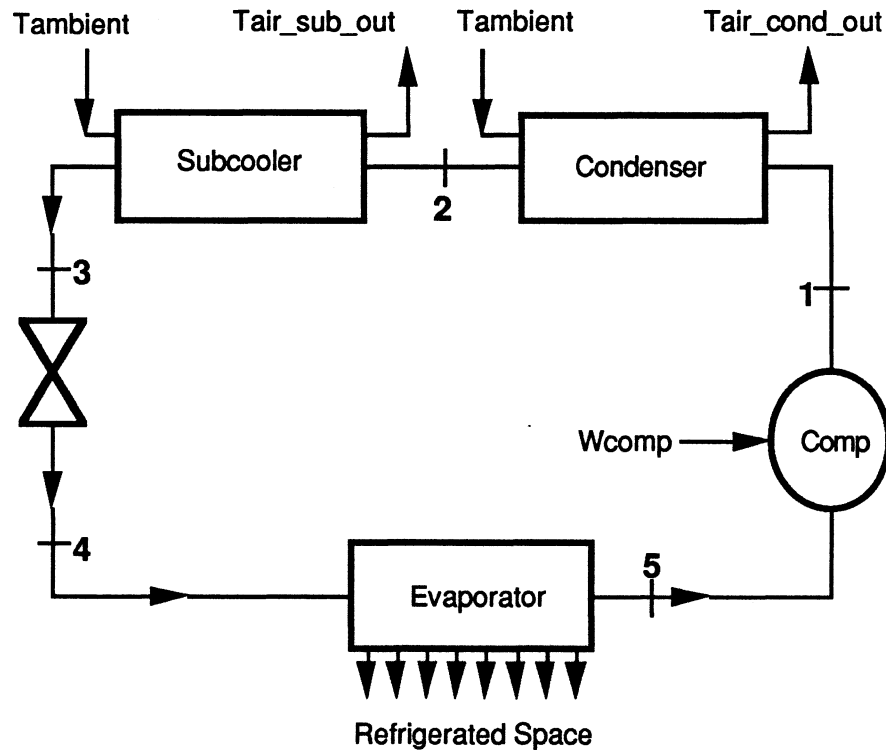 Tambient
Tair_sub_out
Tambient
Tair_cond_out
Subcooler
Condenser
2
3
1
Wcomp
Comp
4
5
Evaporator
Refrigerated Space